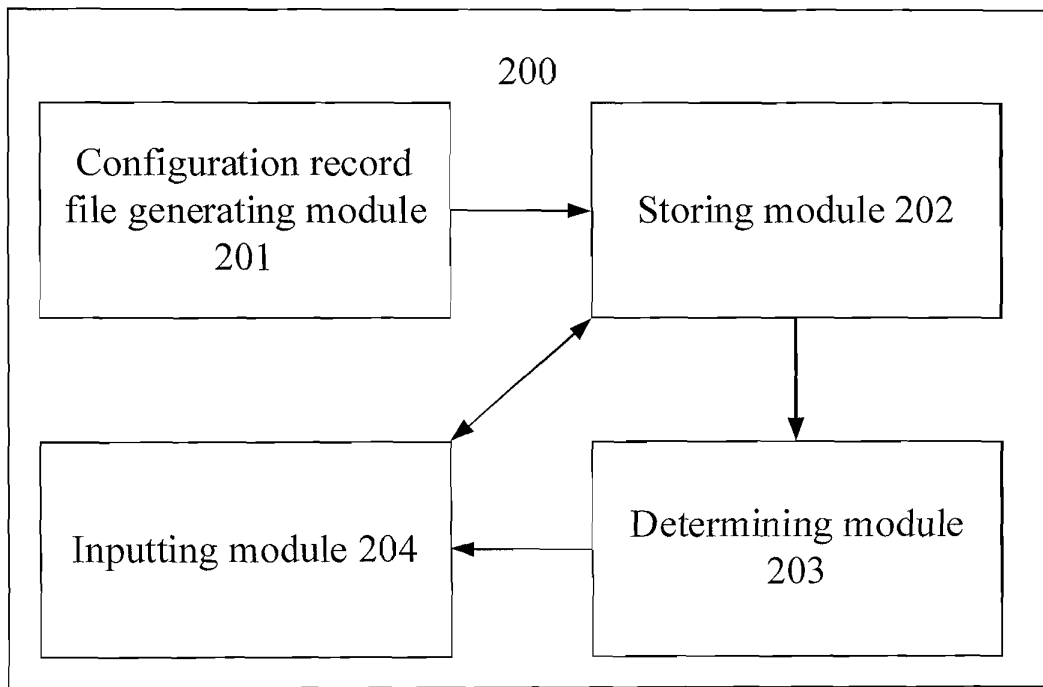 200
Configuration record
file generating module
201
Storing module 202
Inputting module 204
Determining module
203